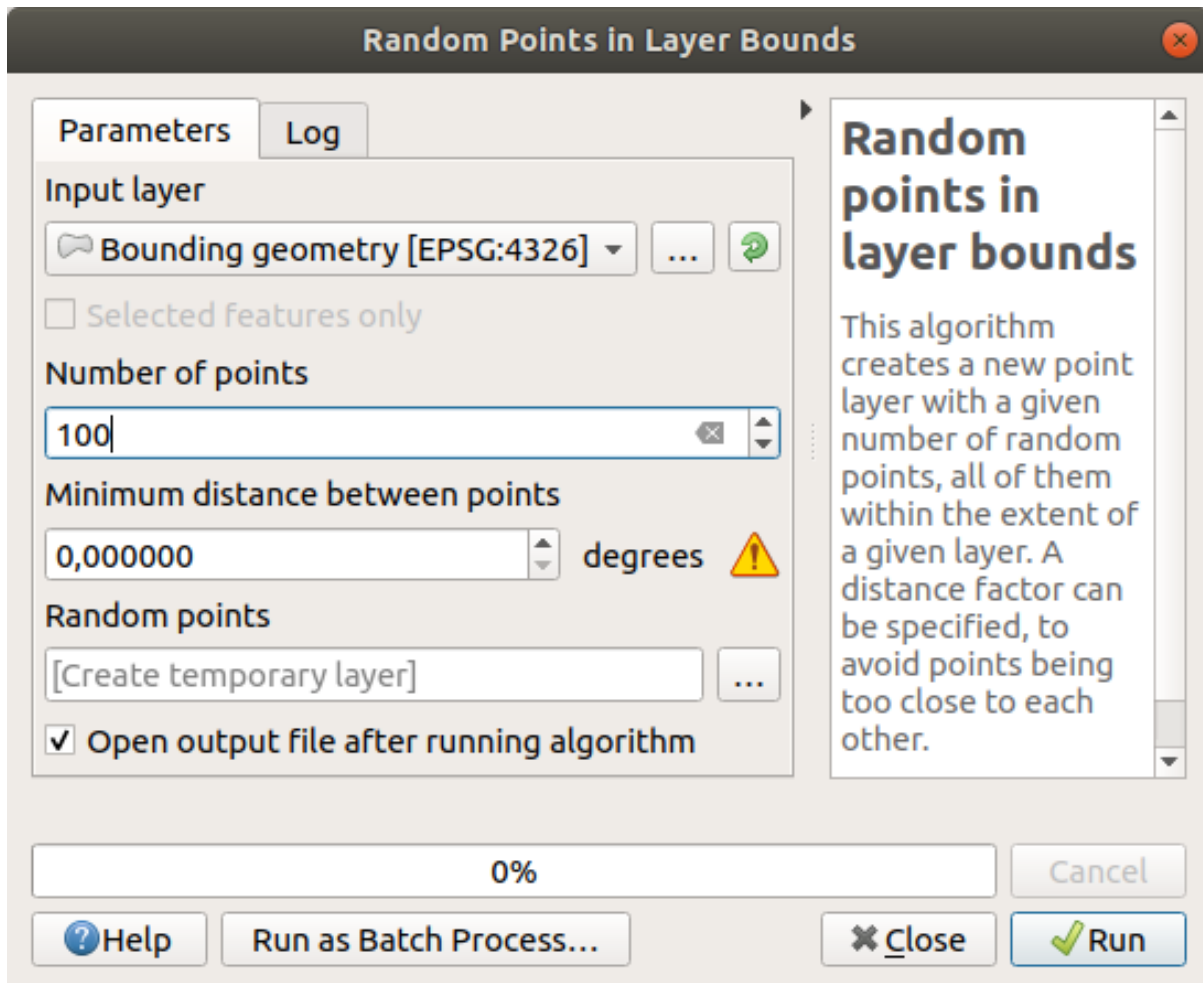 Random Points in Layer Bounds
Parameters
Log
Input layer
Bounding geometry [EPSG:4326]
...
Selected features only
Number of points
100
Minimum distance between points
0,000000
degrees
Random points
[Create temporary layer]
...
Open output file after running algorithm
Random
points in
layer bounds
This algorithm
creates a new point
layer with a given
number of random
points, all of them
within the extent of
a given layer. A
distance factor can
be specified, to
avoid points being
too close to each
other.
0%
Cancel
Help
Run as Batch Process...
Close
Run